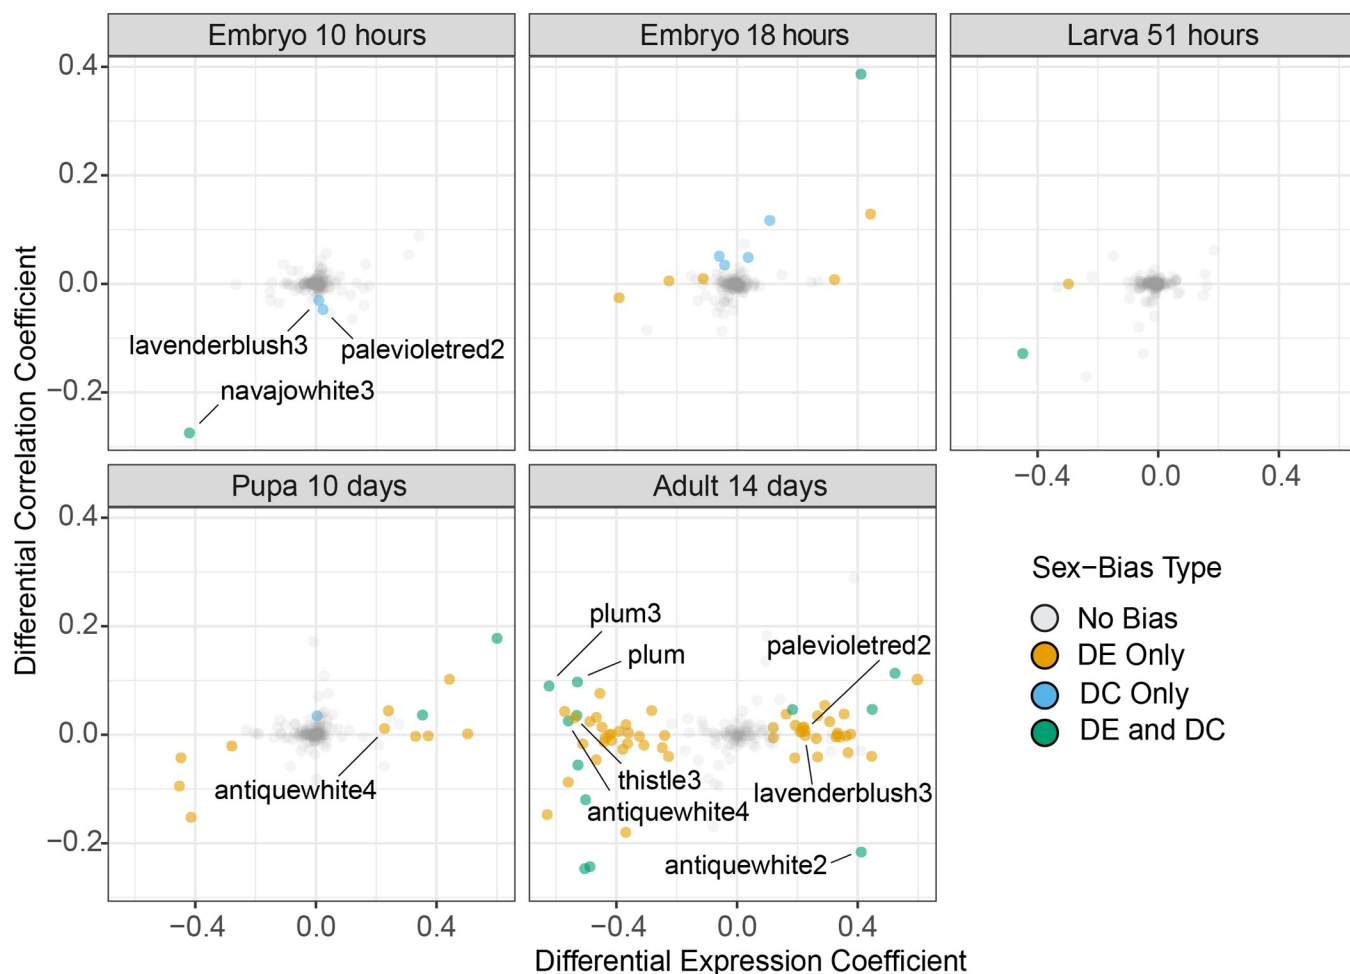 Embryo 10 hours
Embryo 18 hours
Larva 51 hours
0.4
0.2
0.0
−0.2
lavenderblush3
palevioletred2
navajowhite3
−0.4
0.0
0.4
Pupa 10 days
Adult 14 days
0.4
0.2
0.0
−0.2
antiquewhite4
plum3
plum
palevioletred2
thistle3
antiquewhite4
lavenderblush3
antiquewhite2
−0.4
0.0
0.4
−0.4
0.0
0.4
Differential Expression Coefficient
Differential Correlation Coefficient
Sex−Bias Type
No Bias
DE Only
DC Only
DE and DC